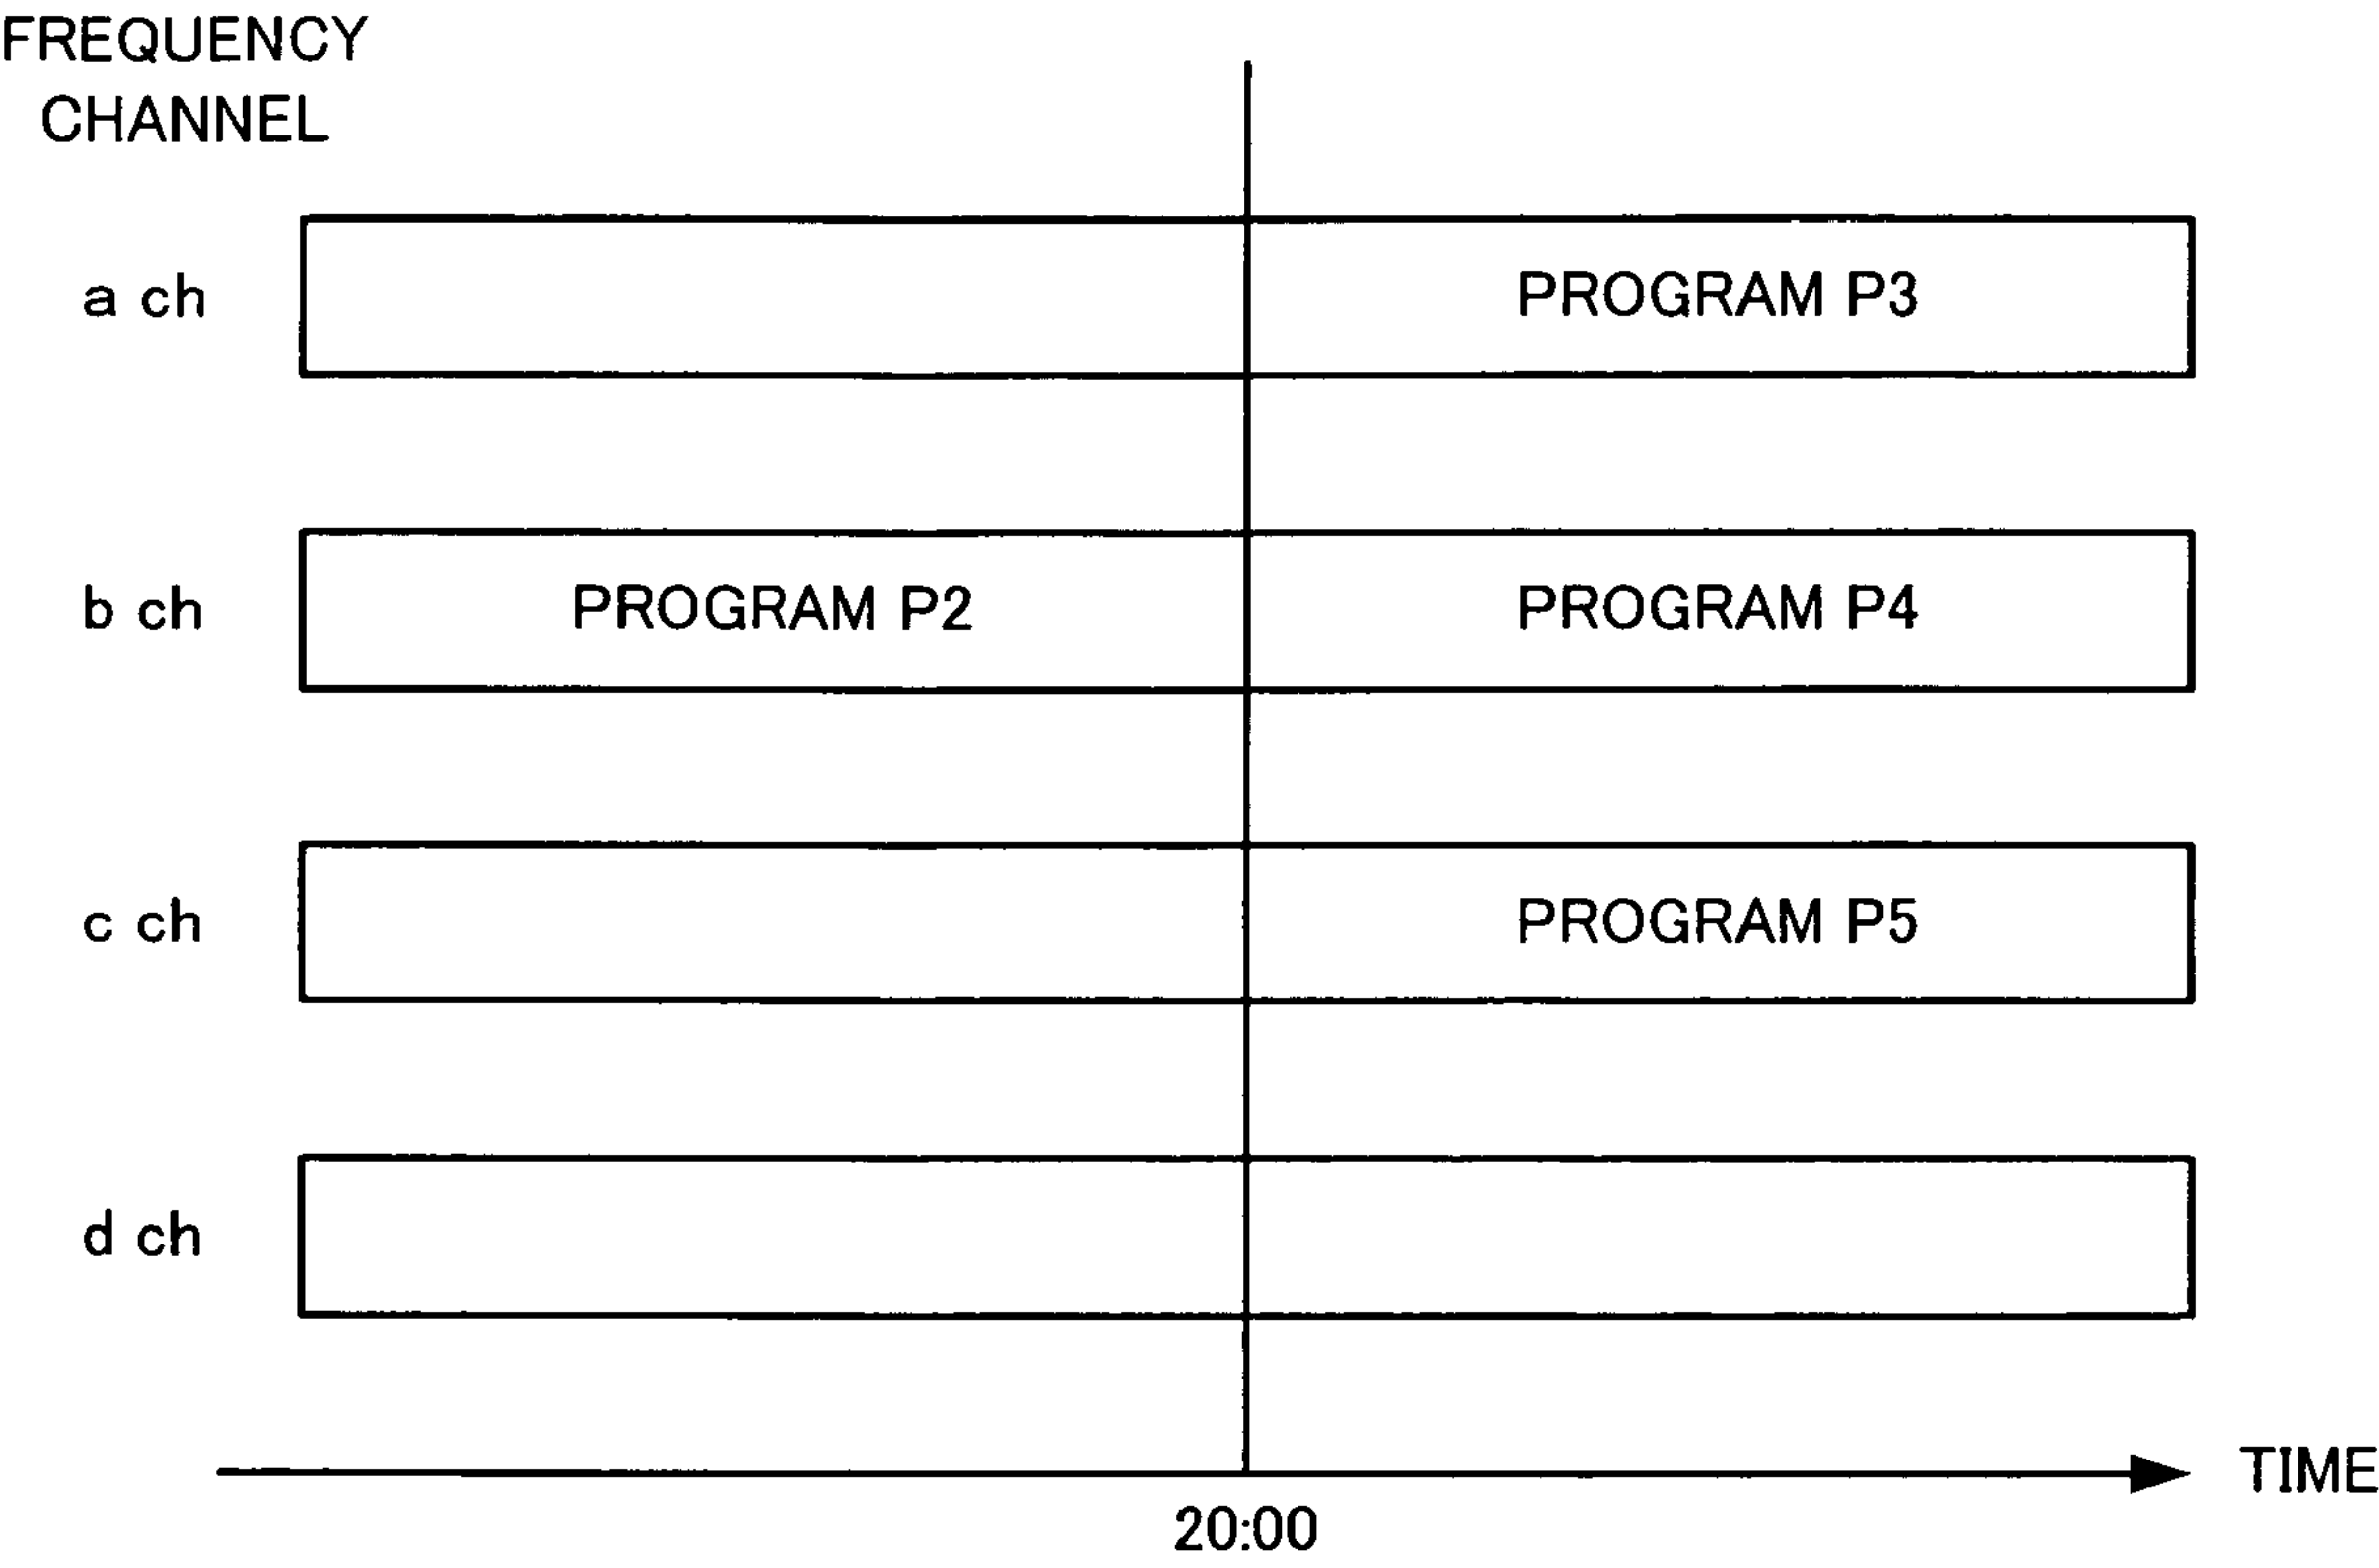 FREQUENCY
CHANNEL
a ch
PROGRAM P3
b ch
PROGRAM P2
PROGRAM P4
c ch
PROGRAM P5
d ch
TIME
20:00